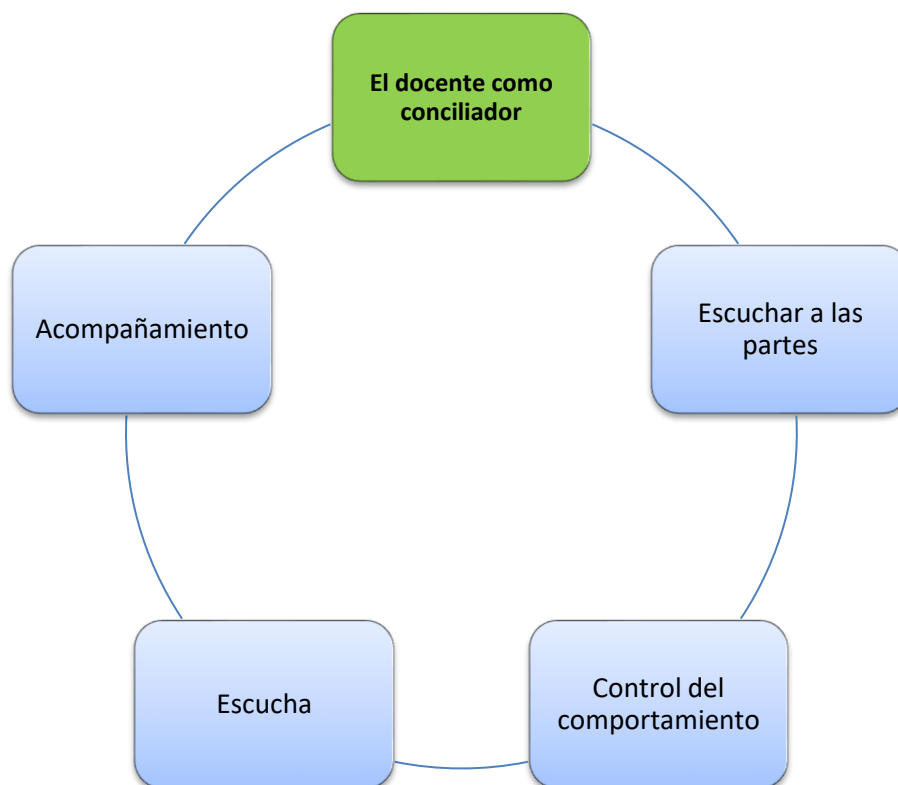 El docente como
conciliador
Escuchar a las
partes
Control del
comportamiento
Escucha
Acompañamiento